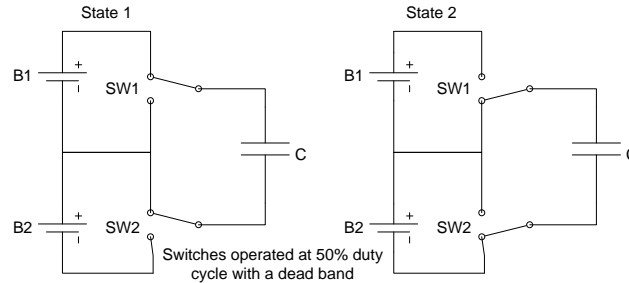 State 1
State 2
B1
+
SW1
C
B2
+
SW2
B1
+
SW1
B2
+
SW2
Switches operated at 50% duty
cycle with a dead band